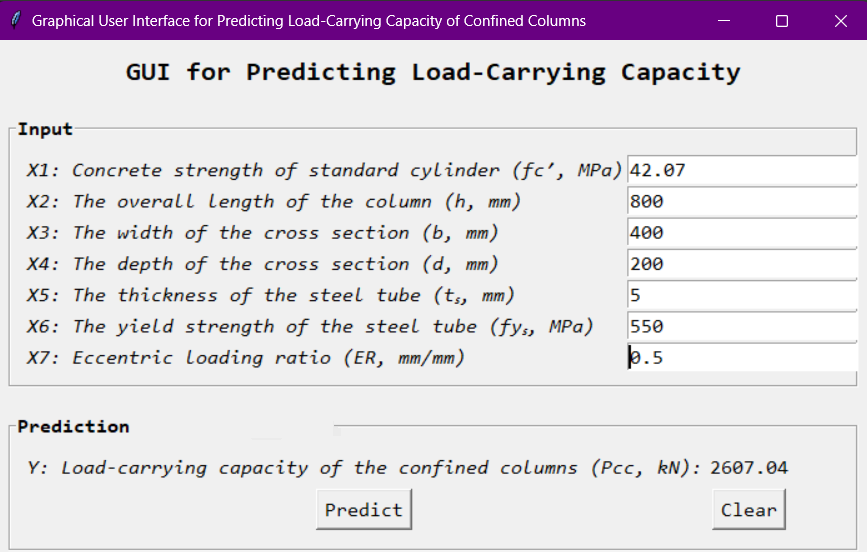 Graphical User Interface for Predicting Load-Carrying Capacity of Confined Columns
GUI for Predicting Load-Carrying Capacity
Input
X1: Concrete strength of standard cylinder (fc’, MPa) 42.07
X2: The overall length of the column (h, mm) 800
X3: The width of the cross section (b, mm) 400
X4: The depth of the cross section (d, mm) 200
X5: The thickness of the steel tube (tₛ, mm) 5
X6: The yield strength of the steel tube (fyₛ, MPa) 550
X7: Eccentric loading ratio (ER, mm/mm) 0.5
Prediction
Y: Load-carrying capacity of the confined columns (Pcc, kN): 2607.04
Predict Clear